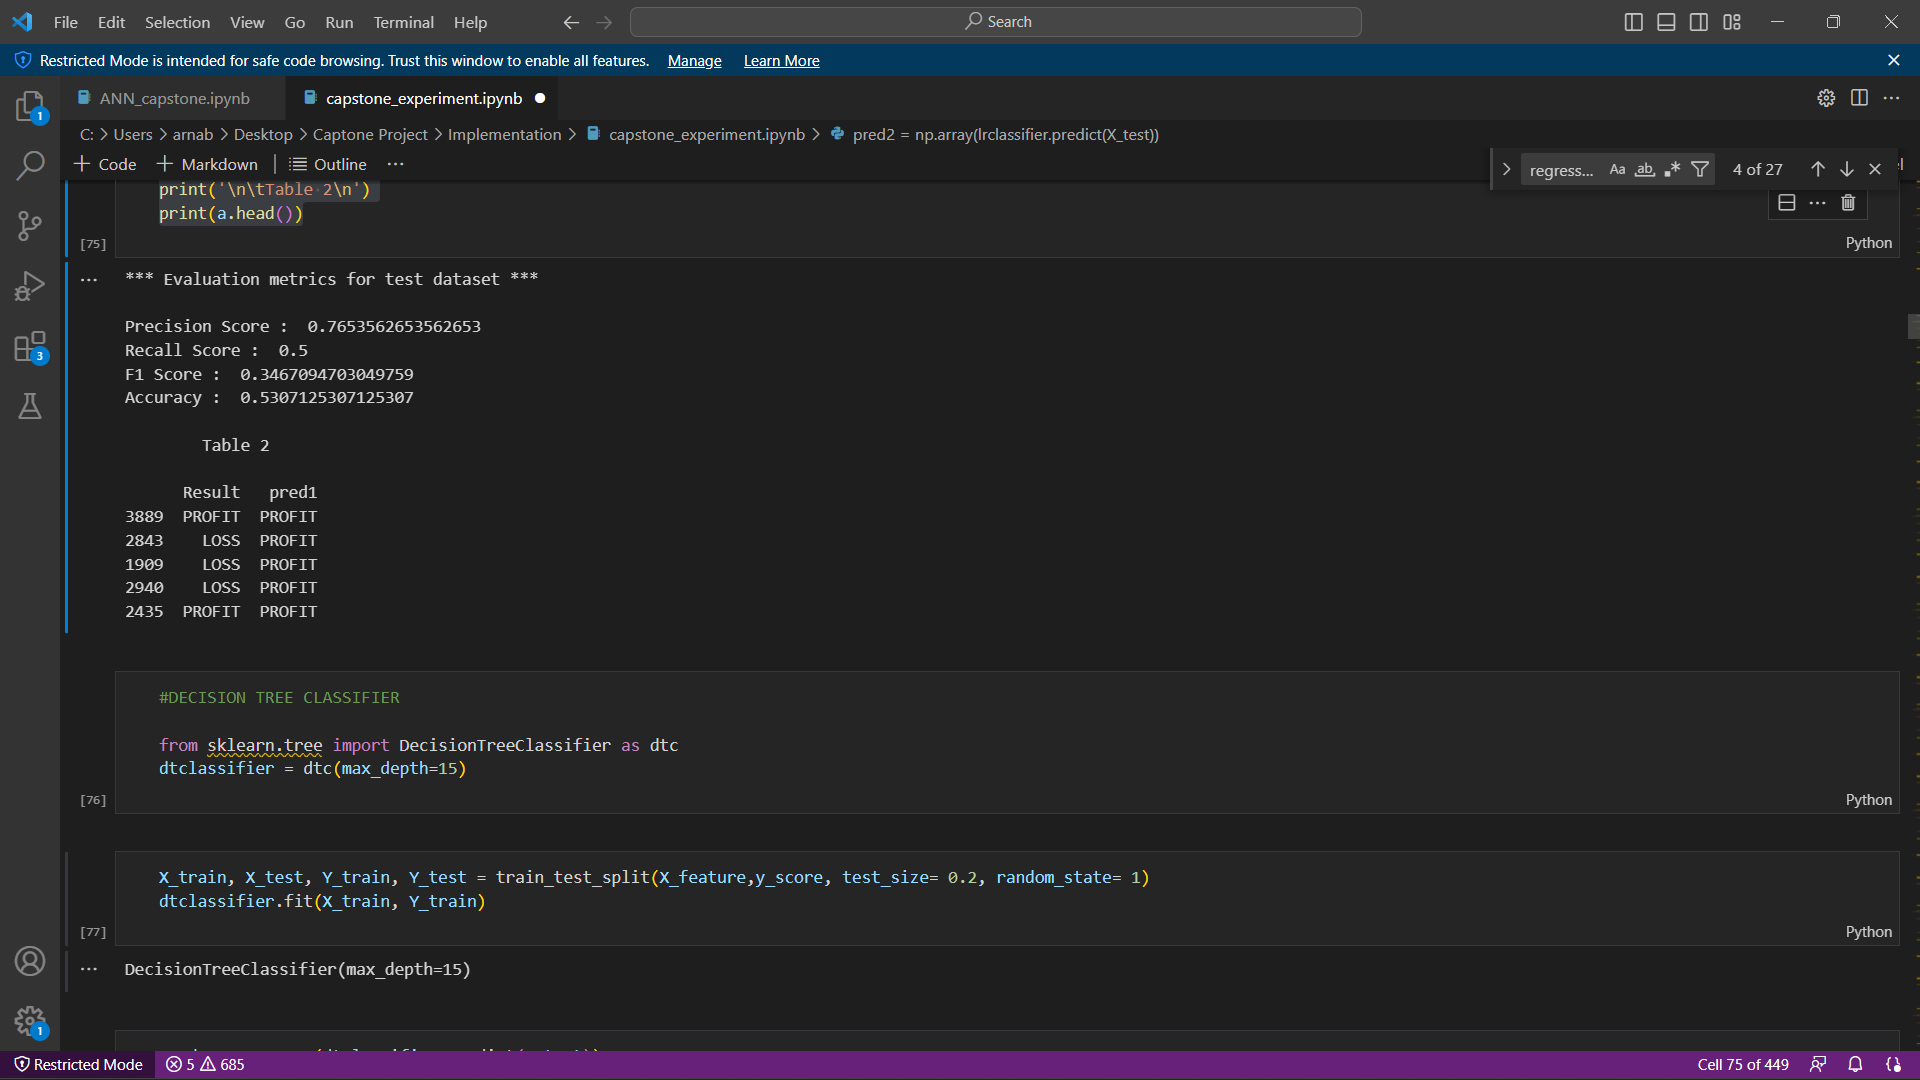 File Edit Selection View Go Run Terminal Help Search
Restricted Mode is intended for safe code browsing. Trust this window to enable all features. Manage Learn More
1 ANN_capstone.ipynb capstone_experiment.ipynb
C: > Users > arnab > Desktop > Captone Project > Implementation > capstone_experiment.ipynb > pred2 = np.array(lrclassifier.predict(X_test))
+ Code + Markdown | Outline ...
regress... Aa ab .* 4 of 27
print('\n\tTable 2\n')
print(a.head())
[75] Python
*** Evaluation metrics for test dataset ***
Precision Score : 0.7653562653562653
Recall Score : 0.5
F1 Score : 0.3467094703049759
Accuracy : 0.5307125307125307
Table 2
Result pred1
3889 PROFIT PROFIT
2843 LOSS PROFIT
1909 LOSS PROFIT
2940 LOSS PROFIT
2435 PROFIT PROFIT
3
#DECISION TREE CLASSIFIER
from sklearn.tree import DecisionTreeClassifier as dtc
dtclassifier = dtc(max_depth=15)
[76] Python
X_train, X_test, Y_train, Y_test = train_test_split(X_feature,y_score, test_size= 0.2, random_state= 1)
dtclassifier.fit(X_train, Y_train)
[77] Python
DecisionTreeClassifier(max_depth=15)
1
Restricted Mode 5 685 Cell 75 of 449